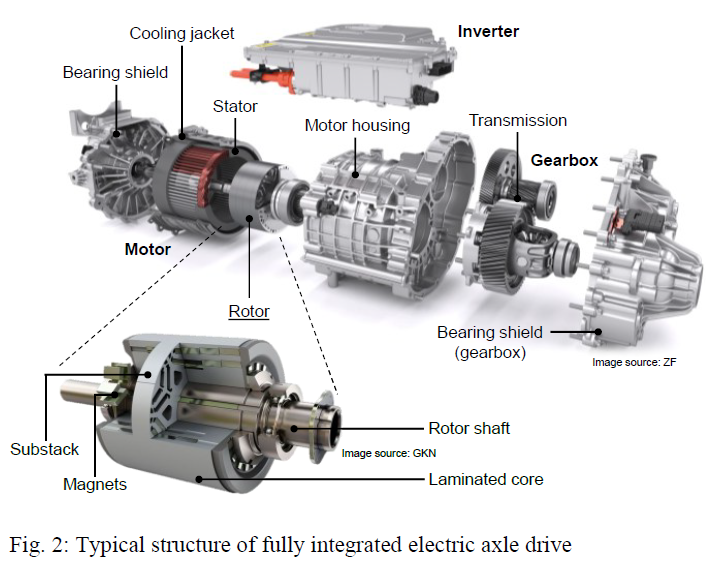 Cooling jacket
Inverter
Bearing shield
Stator
Motor housing
Transmission
Gearbox
Motor
Rotor
Bearing shield
(gearbox)
Image source: ZF
Substack
Magnets
Rotor shaft
Image source: GKN
Laminated core
Fig. 2: Typical structure of fully integrated electric axle drive